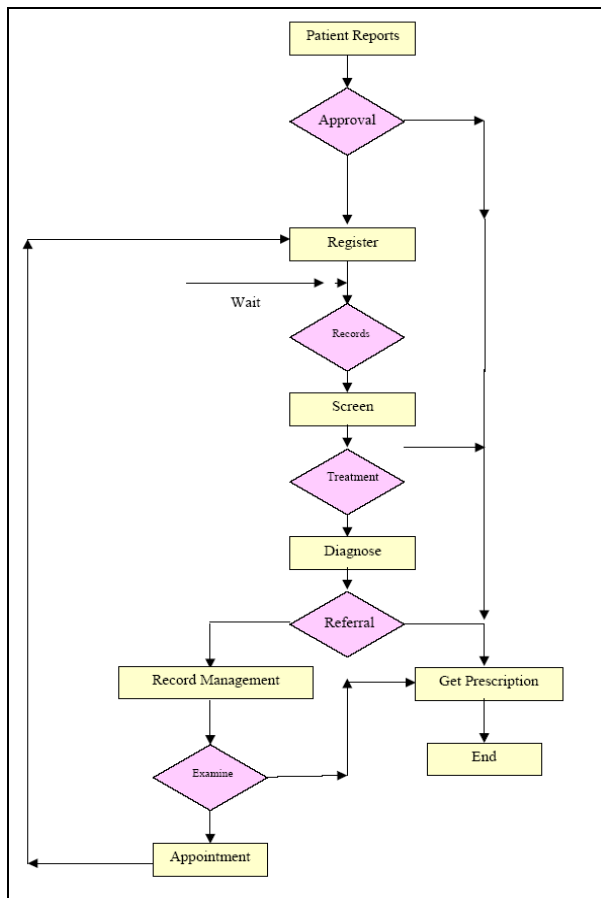 Patient Reports
Approval
Register
Wait
Records
Screen
Treatment
Diagnose
Referral
Record Management
Get Prescription
End
Examine
Appointment